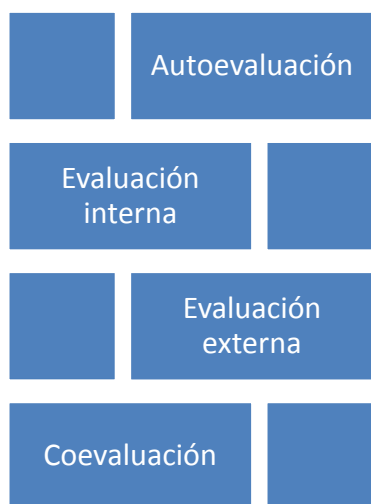 Autoevaluación
Evaluación
interna
Evaluación
externa
Coevaluación